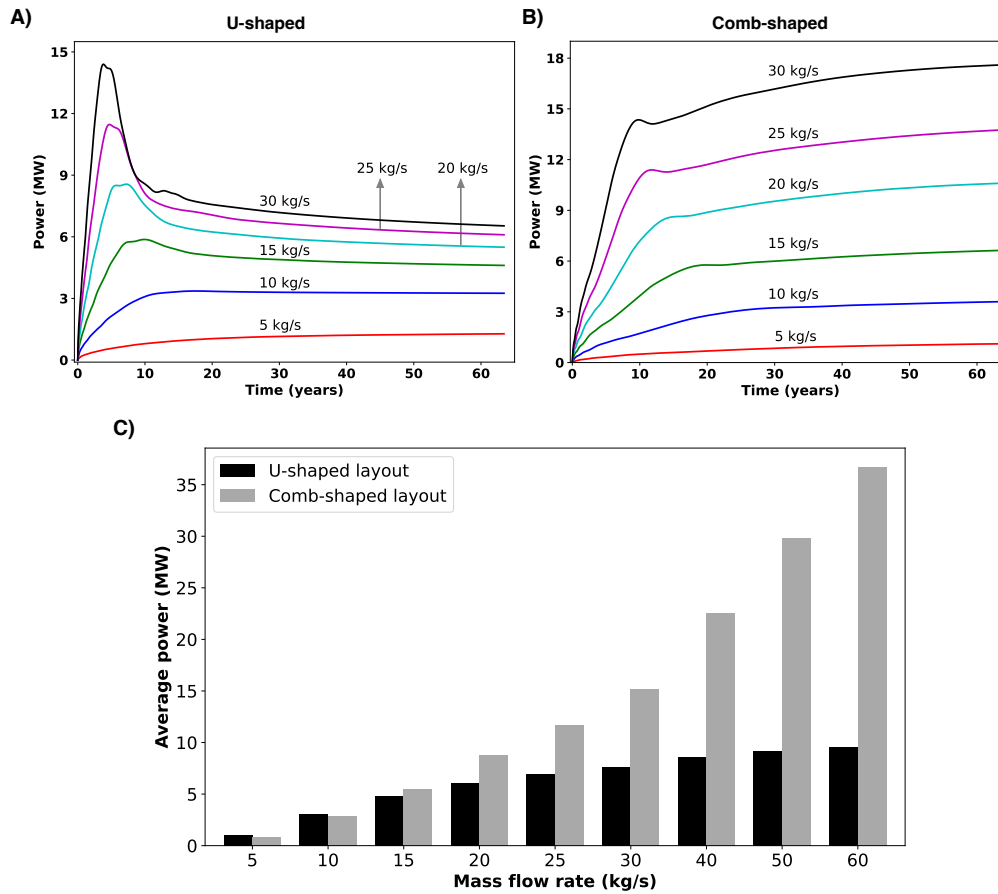 A)
U-shaped
15
12
9
6
3
0
Power (MW)
30 kg/s
25 kg/s
20 kg/s
15 kg/s
10 kg/s
5 kg/s
0
10
20
30
40
50
60
Time (years)
B)
Comb-shaped
18
15
12
9
6
3
0
Power (MW)
30 kg/s
25 kg/s
20 kg/s
15 kg/s
10 kg/s
5 kg/s
0
10
20
30
40
50
60
Time (years)
C)
U-shaped layout
Comb-shaped layout
35
30
25
20
15
10
5
0
Average power (MW)
5
10
15
20
25
30
40
50
60
Mass flow rate (kg/s)